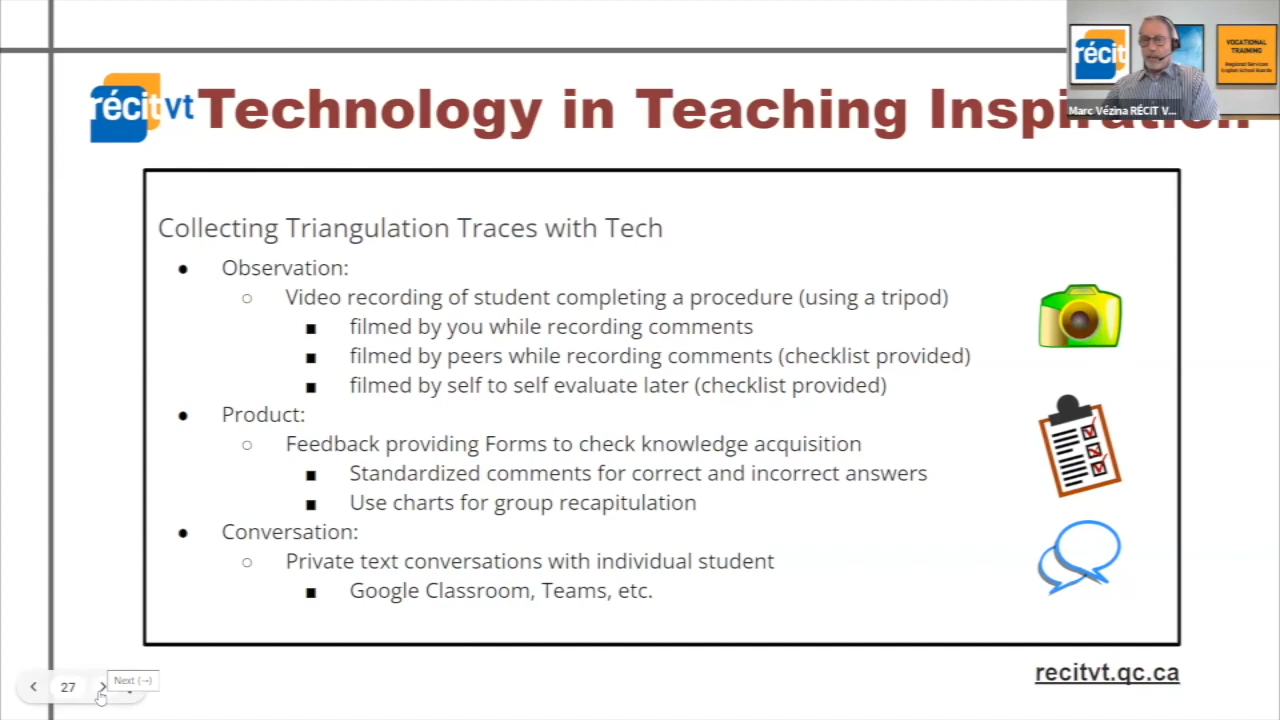 récit
VOCATIONAL
TRAINING
Regional Services
English School Boards
Marc Vézina RÉCIT V...
récit vt
Technology in Teaching Inspiration
Collecting Triangulation Traces with Tech
● Observation:
○ Video recording of student completing a procedure (using a tripod)
■ filmed by you while recording comments
■ filmed by peers while recording comments (checklist provided)
■ filmed by self to self evaluate later (checklist provided)
● Product:
○ Feedback providing Forms to check knowledge acquisition
■ Standardized comments for correct and incorrect answers
■ Use charts for group recapitulation
● Conversation:
○ Private text conversations with individual student
■ Google Classroom, Teams, etc.
recitvt.qc.ca
27
Next (→)